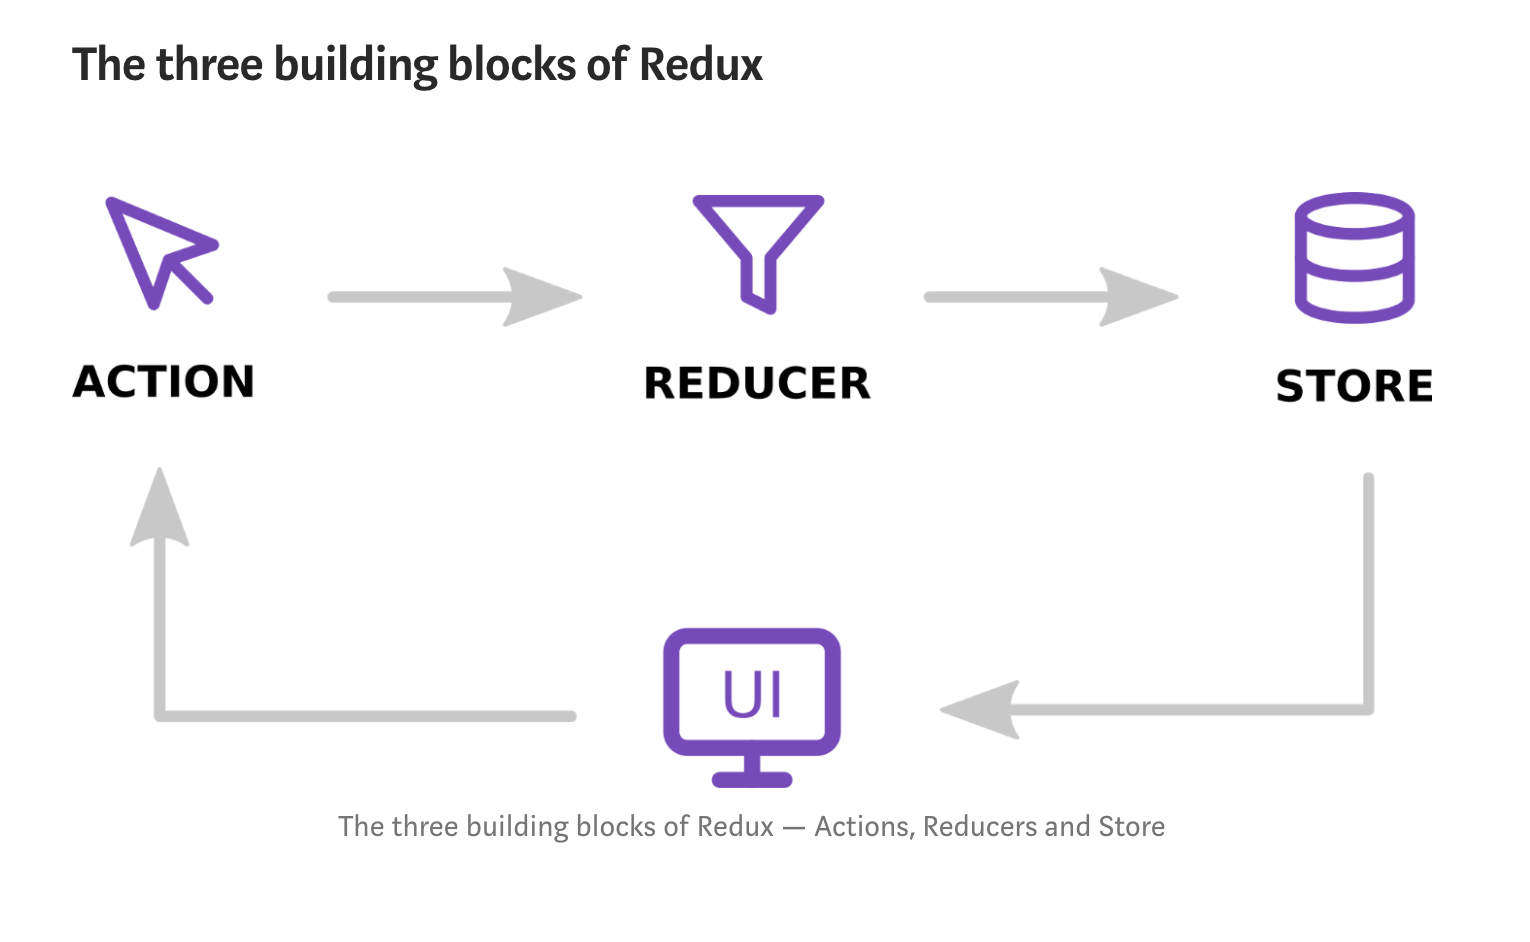 The three building blocks of Redux
ACTION
REDUCER
STORE
UI
The three building blocks of Redux — Actions, Reducers and Store